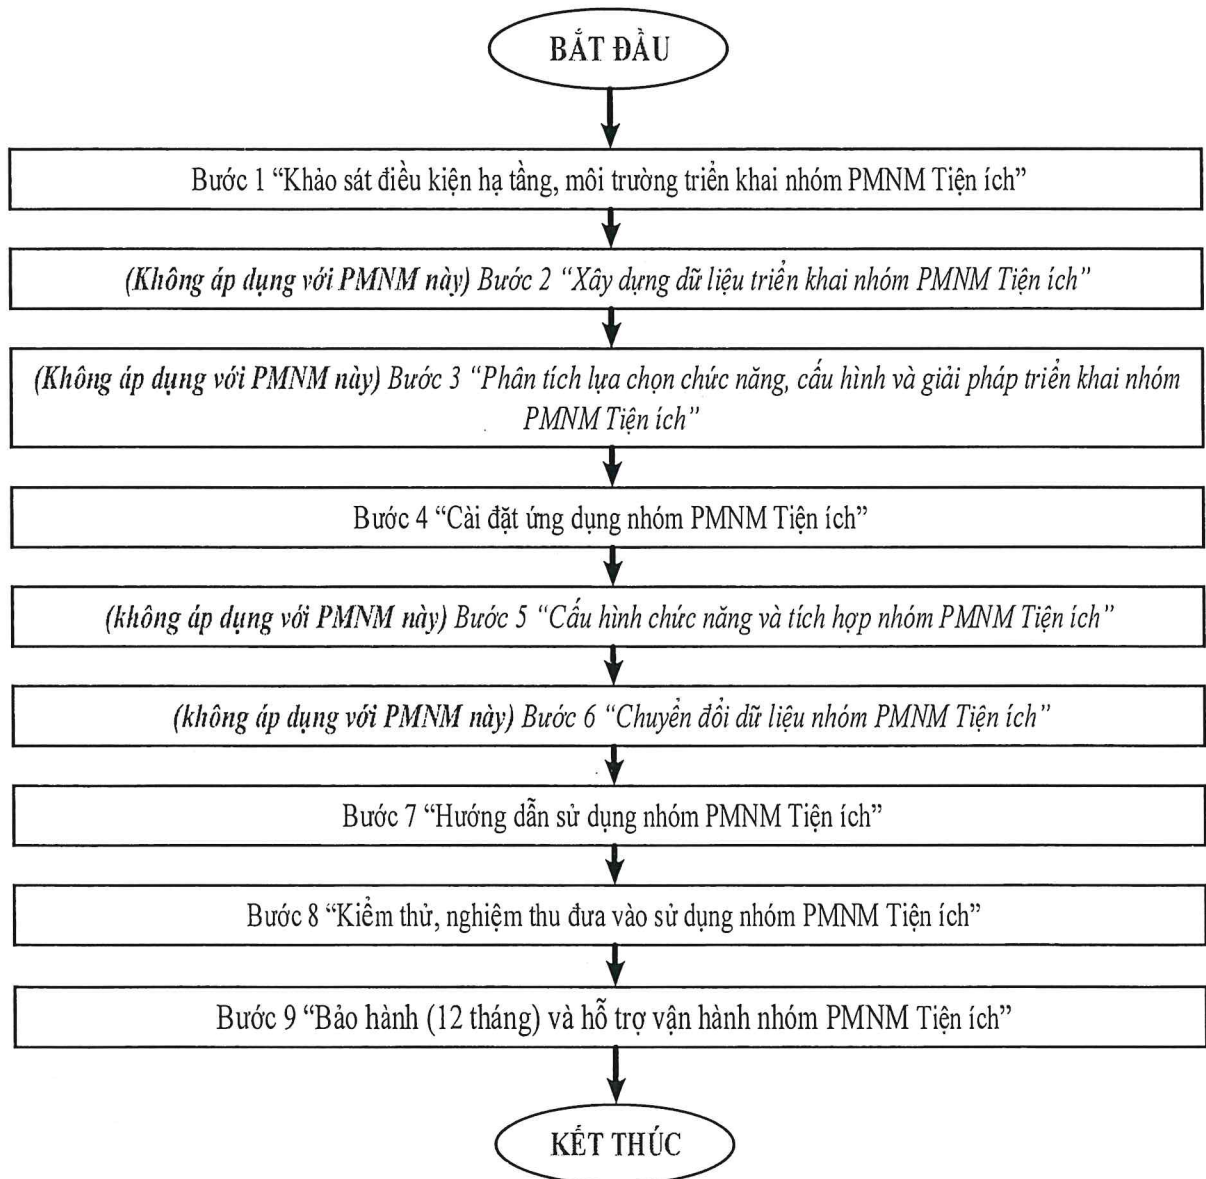 BẮT ĐẦU
Bước 1 “Khảo sát điều kiện hạ tầng, môi trường triển khai nhóm PMNM Tiện ích”
(Không áp dụng với PMNM này) Bước 2 “Xây dựng dữ liệu triển khai nhóm PMNM Tiện ích”
(Không áp dụng với PMNM này) Bước 3 “Phân tích lựa chọn chức năng, cấu hình và giải pháp triển khai nhóm
PMNM Tiện ích”
Bước 4 “Cài đặt ứng dụng nhóm PMNM Tiện ích”
(không áp dụng với PMNM này) Bước 5 “Cấu hình chức năng và tích hợp nhóm PMNM Tiện ích”
(không áp dụng với PMNM này) Bước 6 “Chuyển đổi dữ liệu nhóm PMNM Tiện ích”
Bước 7 “Hướng dẫn sử dụng nhóm PMNM Tiện ích”
Bước 8 “Kiểm thử, nghiệm thu đưa vào sử dụng nhóm PMNM Tiện ích”
Bước 9 “Bảo hành (12 tháng) và hỗ trợ vận hành nhóm PMNM Tiện ích”
KẾT THÚC